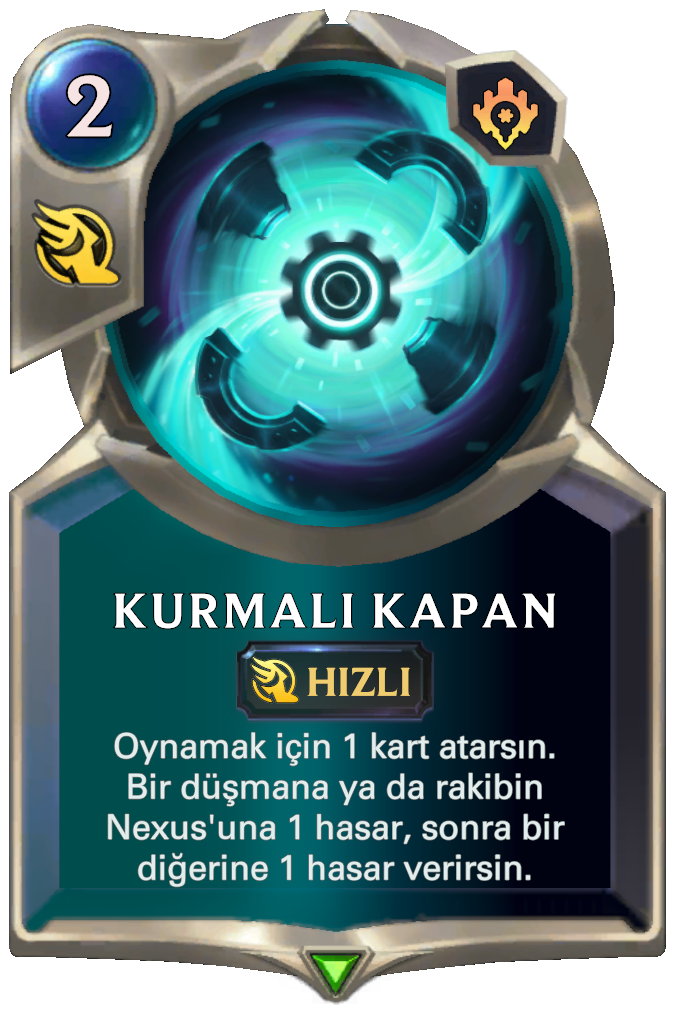 2
KURMALI KAPAN
HIZLI
Oynamak için 1 kart atarsın.
Bir düşmana ya da rakibin
Nexus'una 1 hasar, sonra bir
diğerine 1 hasar verirsin.